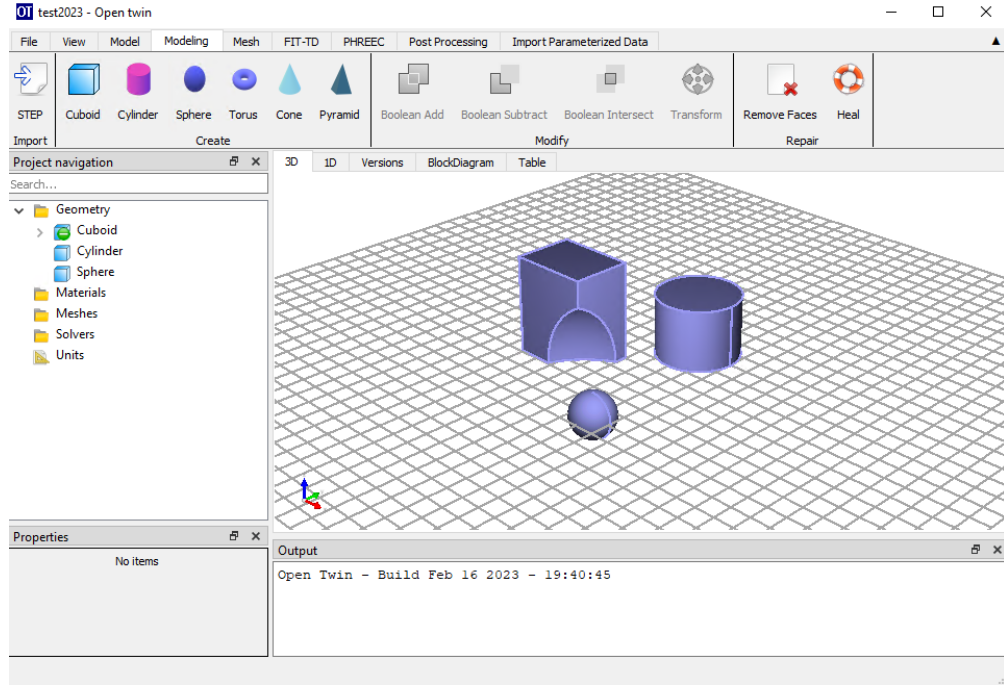 OT test2023 - Open twin
File View Model Modeling Mesh FIT-TD PHREEC Post Processing Import Parameterized Data
STEP Cuboid Cylinder Sphere Torus Cone Pyramid Boolean Add Boolean Subtract Boolean Intersect Transform Remove Faces Heal
Import Create Modify Repair
Project navigation
3D 1D Versions BlockDiagram Table
Search...
Geometry
Cuboid
Cylinder
Sphere
Materials
Meshes
Solvers
Units
Properties
No items
Output
Open Twin - Build Feb 16 2023 - 19:40:45